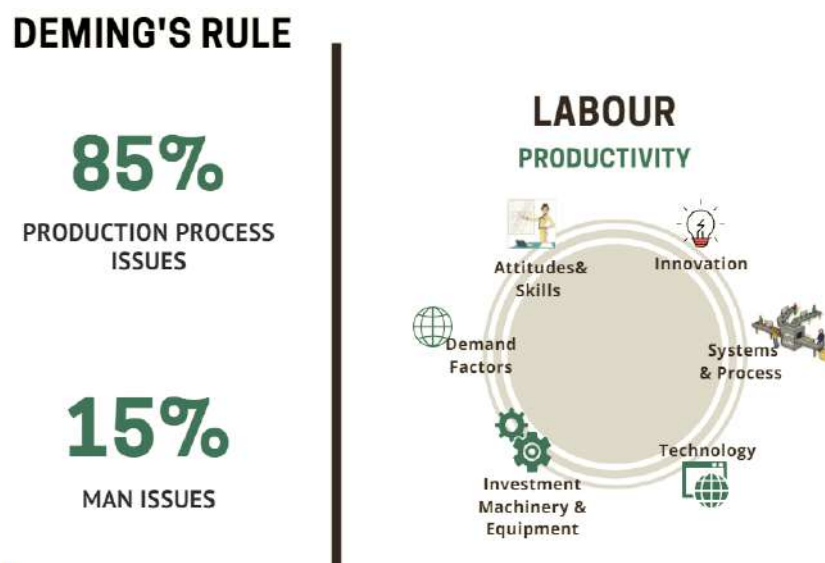 DEMING'S RULE
85%
PRODUCTION PROCESS
ISSUES
15%
MAN ISSUES
LABOUR
PRODUCTIVITY
Attitudes&
Skills
Innovation
Demand
Factors
Systems
& Process
Investment
Machinery &
Equipment
Technology